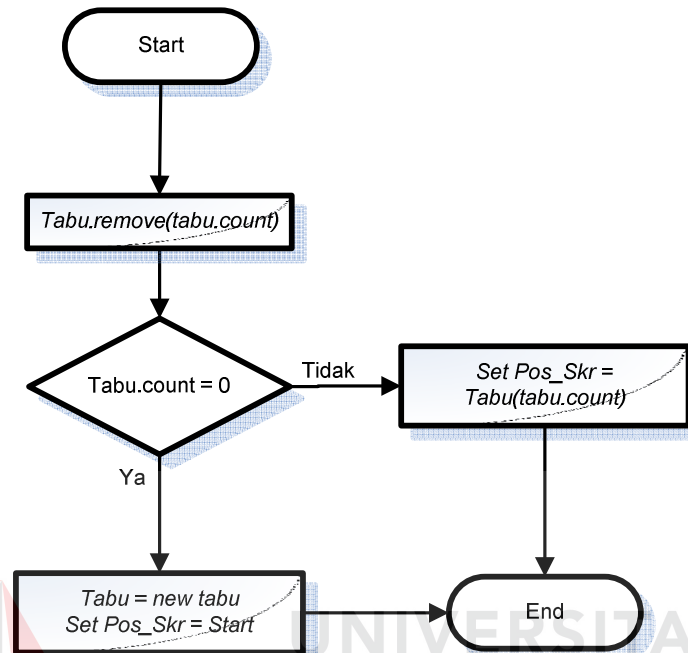 Start
Tabu.remove(tabu.count)
Tabu.count = 0
Tidak
Set Pos_Skr =
Tabu(tabu.count)
Ya
Tabu = new tabu
Set Pos_Skr = Start
End
UNIVERSITA